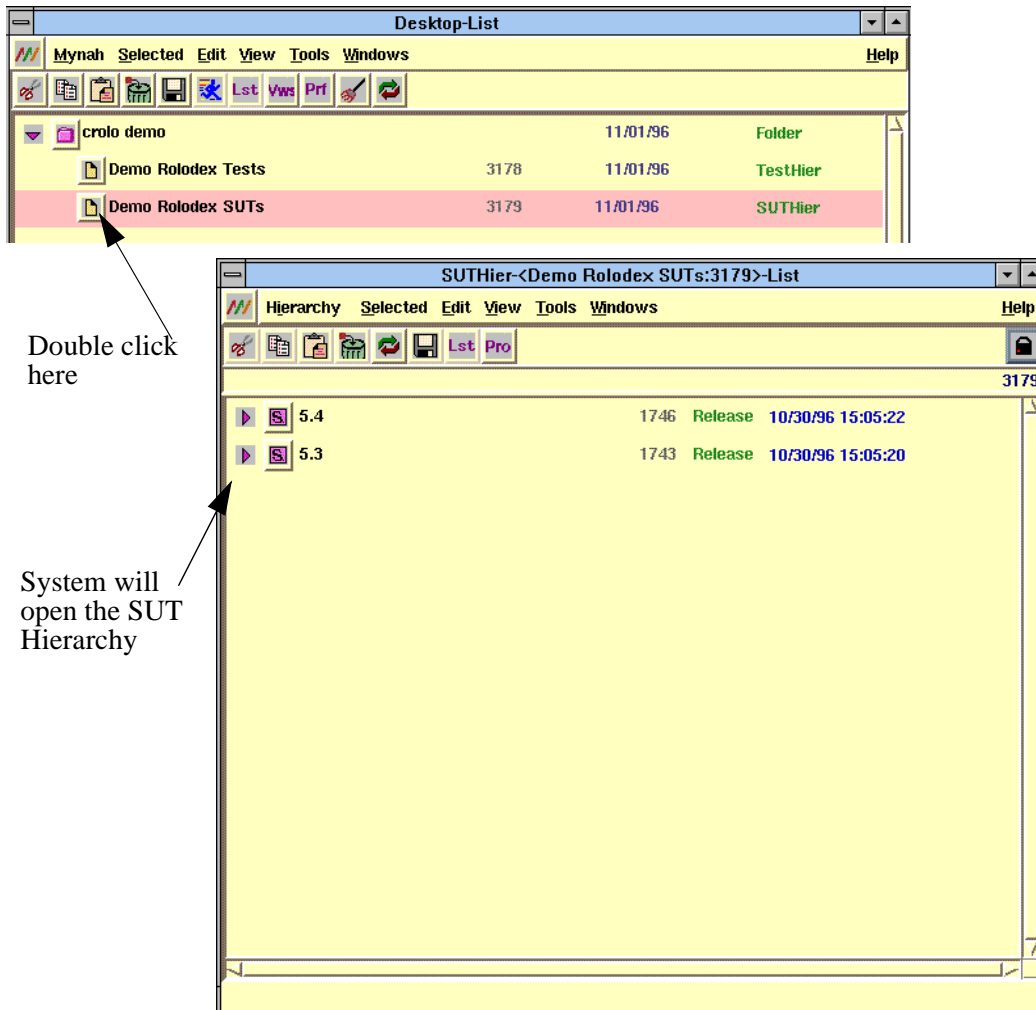 Desktop-List
Mynah Selected Edit View Tools Windows Help
Lst Vws Prf
crolo demo 11/01/96 Folder
Demo Rolodex Tests 3178 11/01/96 TestHier
Demo Rolodex SUTs 3179 11/01/96 SUTHier
Double click
here
SUTHier-<Demo Rolodex SUTs:3179>-List
Hierarchy Selected Edit View Tools Windows Help
Lst Pro
3179
S 5.4 1746 Release 10/30/96 15:05:22
S 5.3 1743 Release 10/30/96 15:05:20
System will
open the SUT
Hierarchy